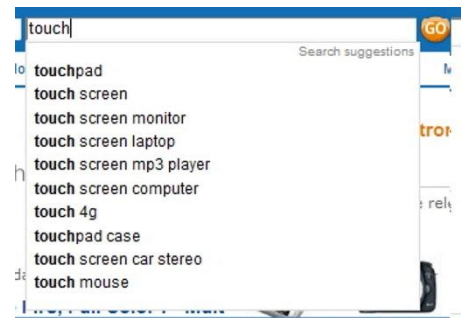 touch
GO
Search suggestions
touchpad
touch screen
touch screen monitor
touch screen laptop
touch screen mp3 player
touch screen computer
touch 4g
touchpad case
touch screen car stereo
touch mouse